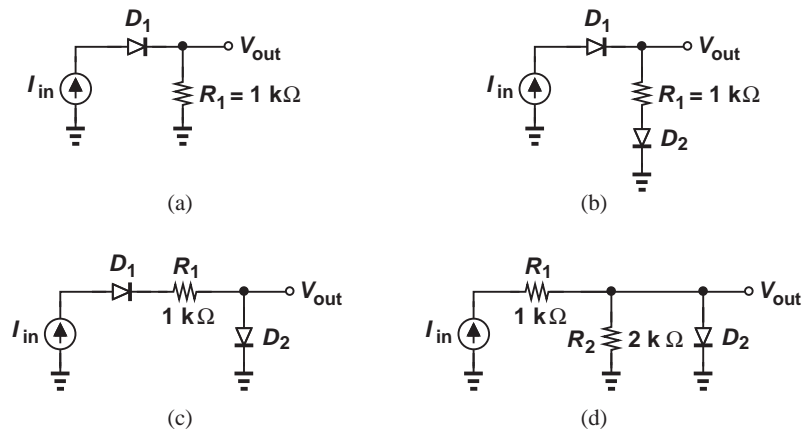 D1
Vout
Iin
R1 = 1 kΩ
(a)
D1
Vout
Iin
R1 = 1 kΩ
D2
(b)
D1
R1
Vout
1 kΩ
Iin
D2
(c)
R1
Vout
1 kΩ
Iin
R2
2 kΩ
D2
(d)